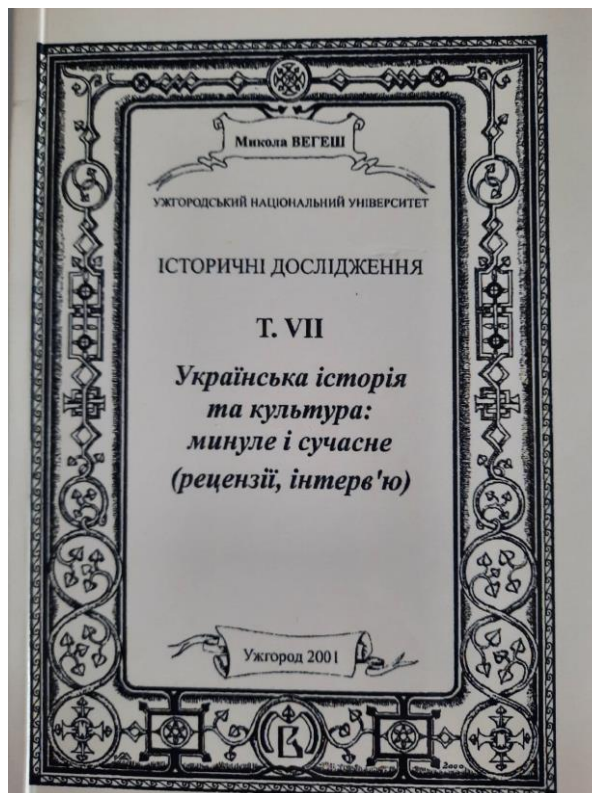 Микола ВЕГЕШ
УЖГОРОДСЬКИЙ НАЦІОНАЛЬНИЙ УНІВЕРСИТЕТ
ІСТОРИЧНІ ДОСЛІДЖЕННЯ
Т. VII
Українська історія
та культура:
минуле і сучасне
(рецензії, інтерв'ю)
Ужгород 2001